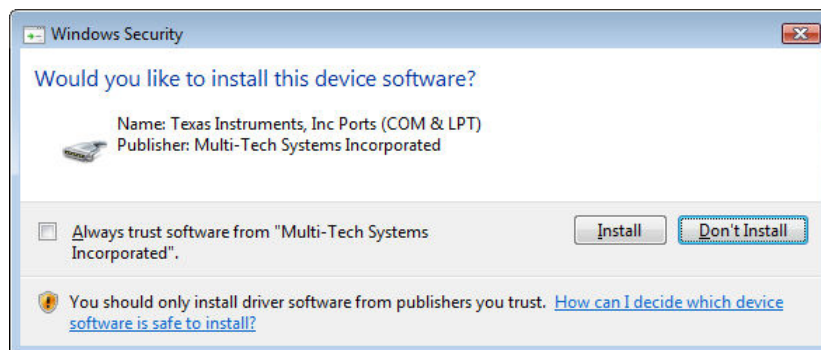 Windows Security
Would you like to install this device software?
Name: Texas Instruments, Inc Ports (COM & LPT)
Publisher: Multi-Tech Systems Incorporated
Always trust software from "Multi-Tech Systems
Incorporated".
Install
Don't Install
You should only install driver software from publishers you trust. How can I decide which device
software is safe to install?